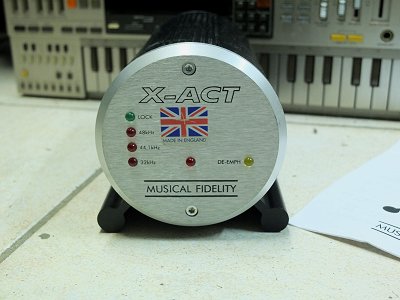 X-ACT
LOCK
48kHz
MADE IN ENGLAND
44,1kHz
32kHz
DE-EMPH
MUSICAL FIDELITY